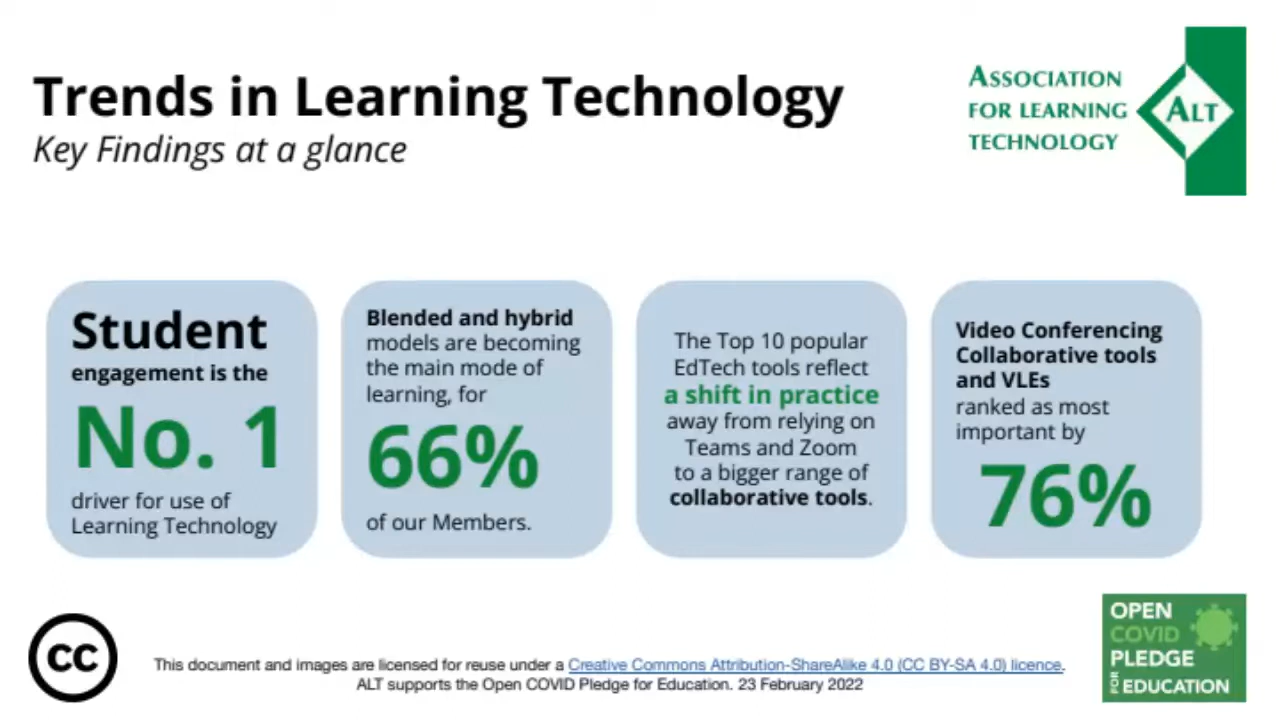 Trends in Learning Technology
Key Findings at a glance
ASSOCIATION
FOR LEARNING
TECHNOLOGY
ALT
Student
engagement is the
No. 1
driver for use of
Learning Technology
Blended and hybrid
models are becoming
the main mode of
learning, for
66%
of our Members.
The Top 10 popular
EdTech tools reflect
a shift in practice
away from relying on
Teams and Zoom
to a bigger range of
collaborative tools.
Video Conferencing
Collaborative tools
and VLEs
ranked as most
important by
76%
cc
This document and images are licensed for reuse under a Creative Commons Attribution-ShareAlike 4.0 (CC BY-SA 4.0) licence.
ALT supports the Open COVID Pledge for Education. 23 February 2022
OPEN
COVID
PLEDGE
FOR EDUCATION